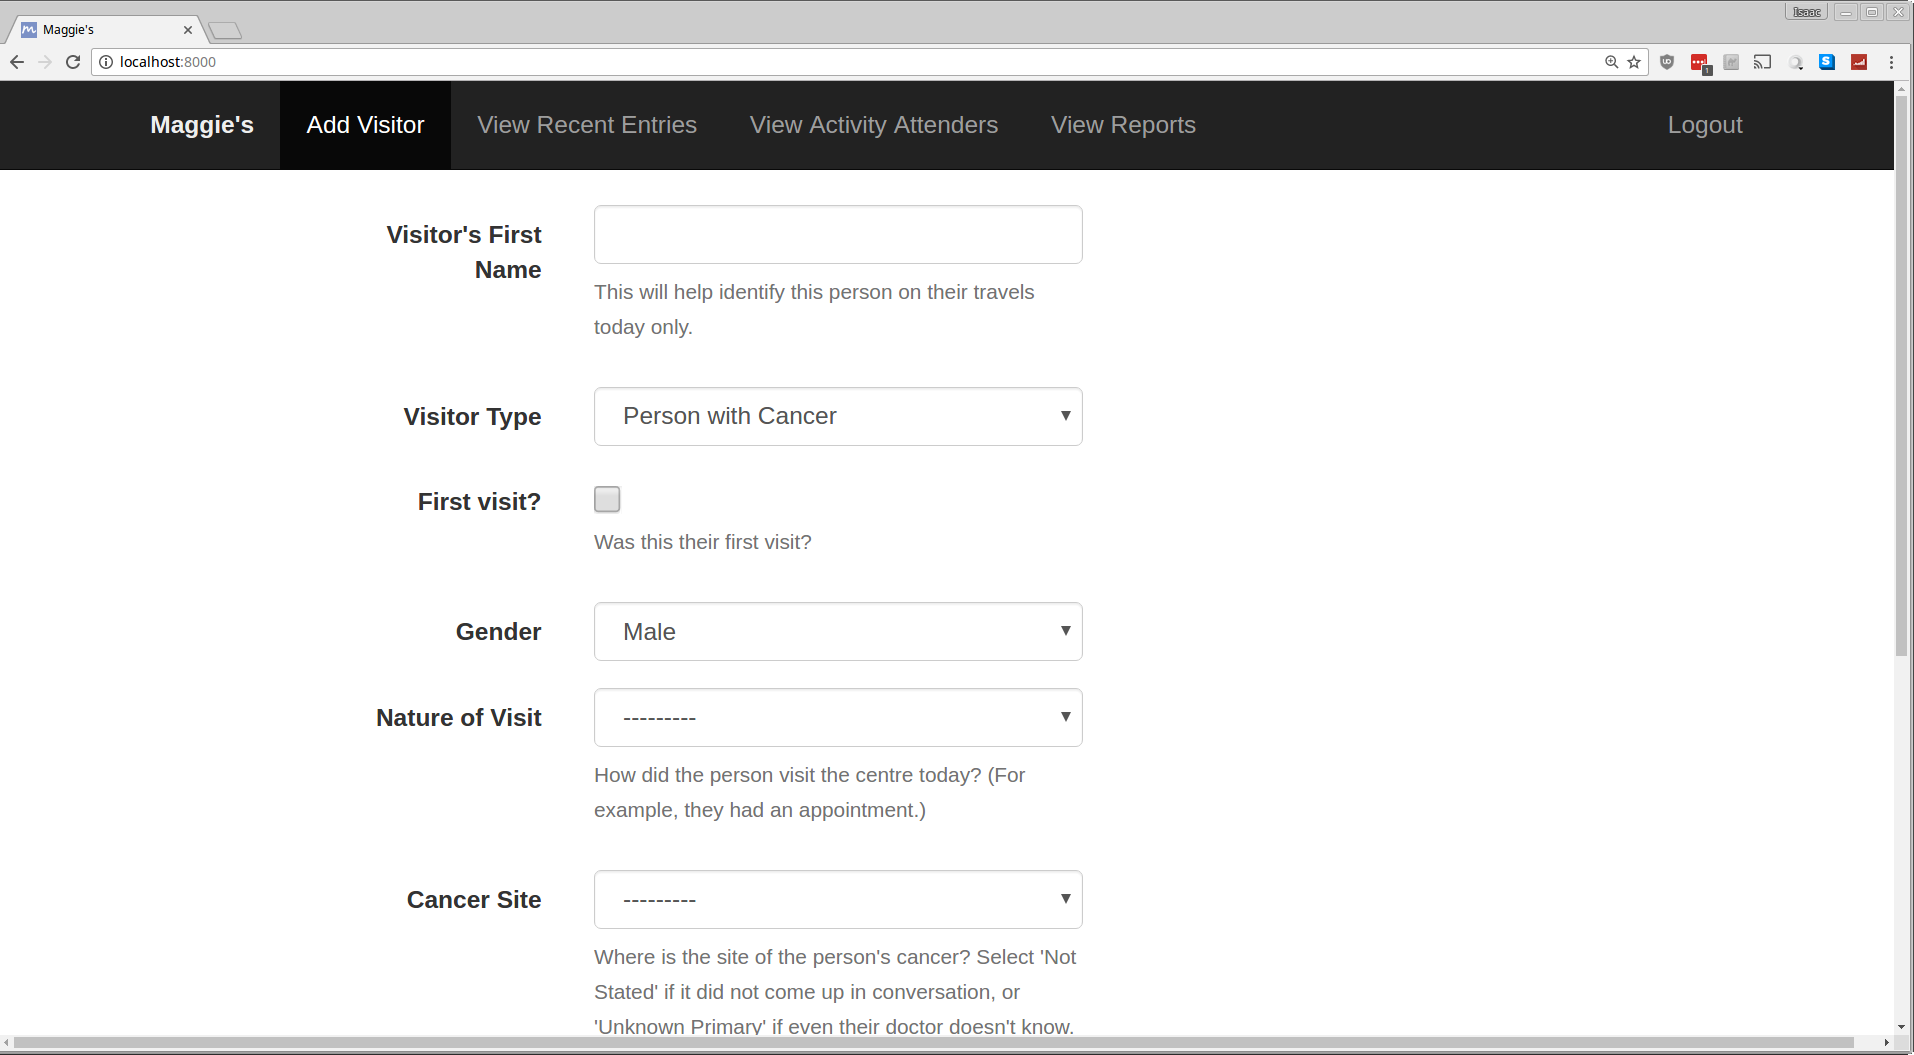 Maggie's
Isaac
localhost:8000
Maggie's Add Visitor View Recent Entries View Activity Attenders View Reports Logout
Visitor's First
Name
This will help identify this person on their travels
today only.
Visitor Type
Person with Cancer
First visit?
Was this their first visit?
Gender
Male
Nature of Visit
---------
How did the person visit the centre today? (For
example, they had an appointment.)
Cancer Site
---------
Where is the site of the person's cancer? Select 'Not
Stated' if it did not come up in conversation, or
'Unknown Primary' if even their doctor doesn't know.